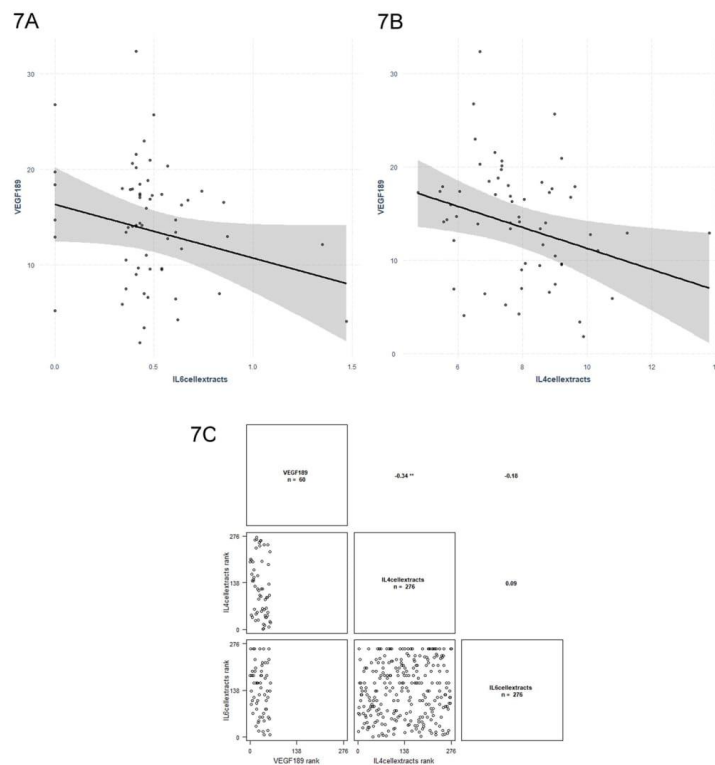 7A
7B
30
20
10
VEGF189
0.0 0.5 1.0 1.5
IL6cellextracts
30
20
10
0
VEGF189
6 8 10 12
IL4cellextracts
7C
VEGF189
n = 60
-0.34 **
-0.18
276
138
0
IL4cellextracts rank
IL4cellextracts
n = 276
0.09
276
138
0
IL6cellextracts rank
IL6cellextracts
n = 276
0 138 276
VEGF189 rank
0 138 276
IL4cellextracts rank